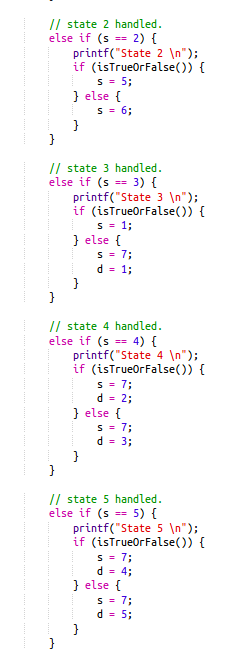 // state 2 handled.
else if (s == 2) {
printf("State 2 \n");
if (isTrueOrFalse()) {
s = 5;
} else {
s = 6;
}
}
// state 3 handled.
else if (s == 3) {
printf("State 3 \n");
if (isTrueOrFalse()) {
s = 1;
} else {
s = 7;
d = 1;
}
}
// state 4 handled.
else if (s == 4) {
printf("State 4 \n");
if (isTrueOrFalse()) {
s = 7;
d = 2;
} else {
s = 7;
d = 3;
}
}
// state 5 handled.
else if (s == 5) {
printf("State 5 \n");
if (isTrueOrFalse()) {
s = 7;
d = 4;
} else {
s = 7;
d = 5;
}
}